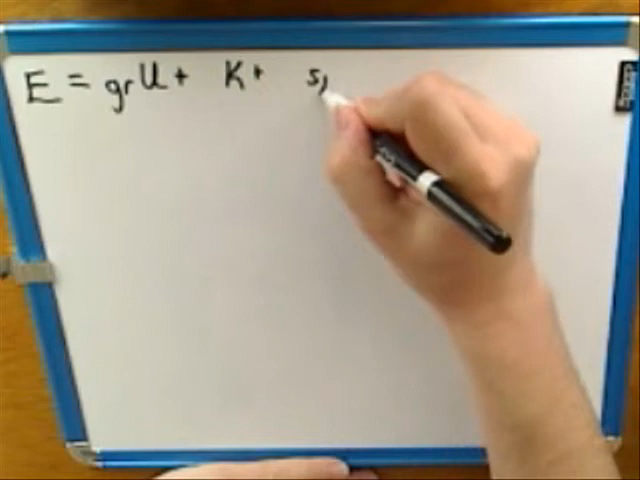 E = grU + K + s